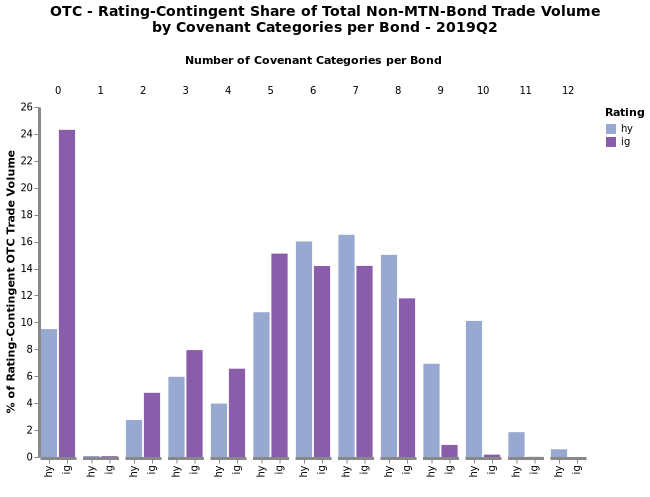 OTC - Rating-Contingent Share of Total Non-MTN-Bond Trade Volume
by Covenant Categories per Bond - 2019Q2
Number of Covenant Categories per Bond
0 1 2 3 4 5 6 7 8 9 10 11 12
% of Rating-Contingent OTC Trade Volume
26
24
22
20
18
16
14
12
10
8
6
4
2
0
hy ig hy ig hy ig hy ig hy ig hy ig hy ig hy ig hy ig hy ig hy ig hy ig hy ig
Rating
hy
ig